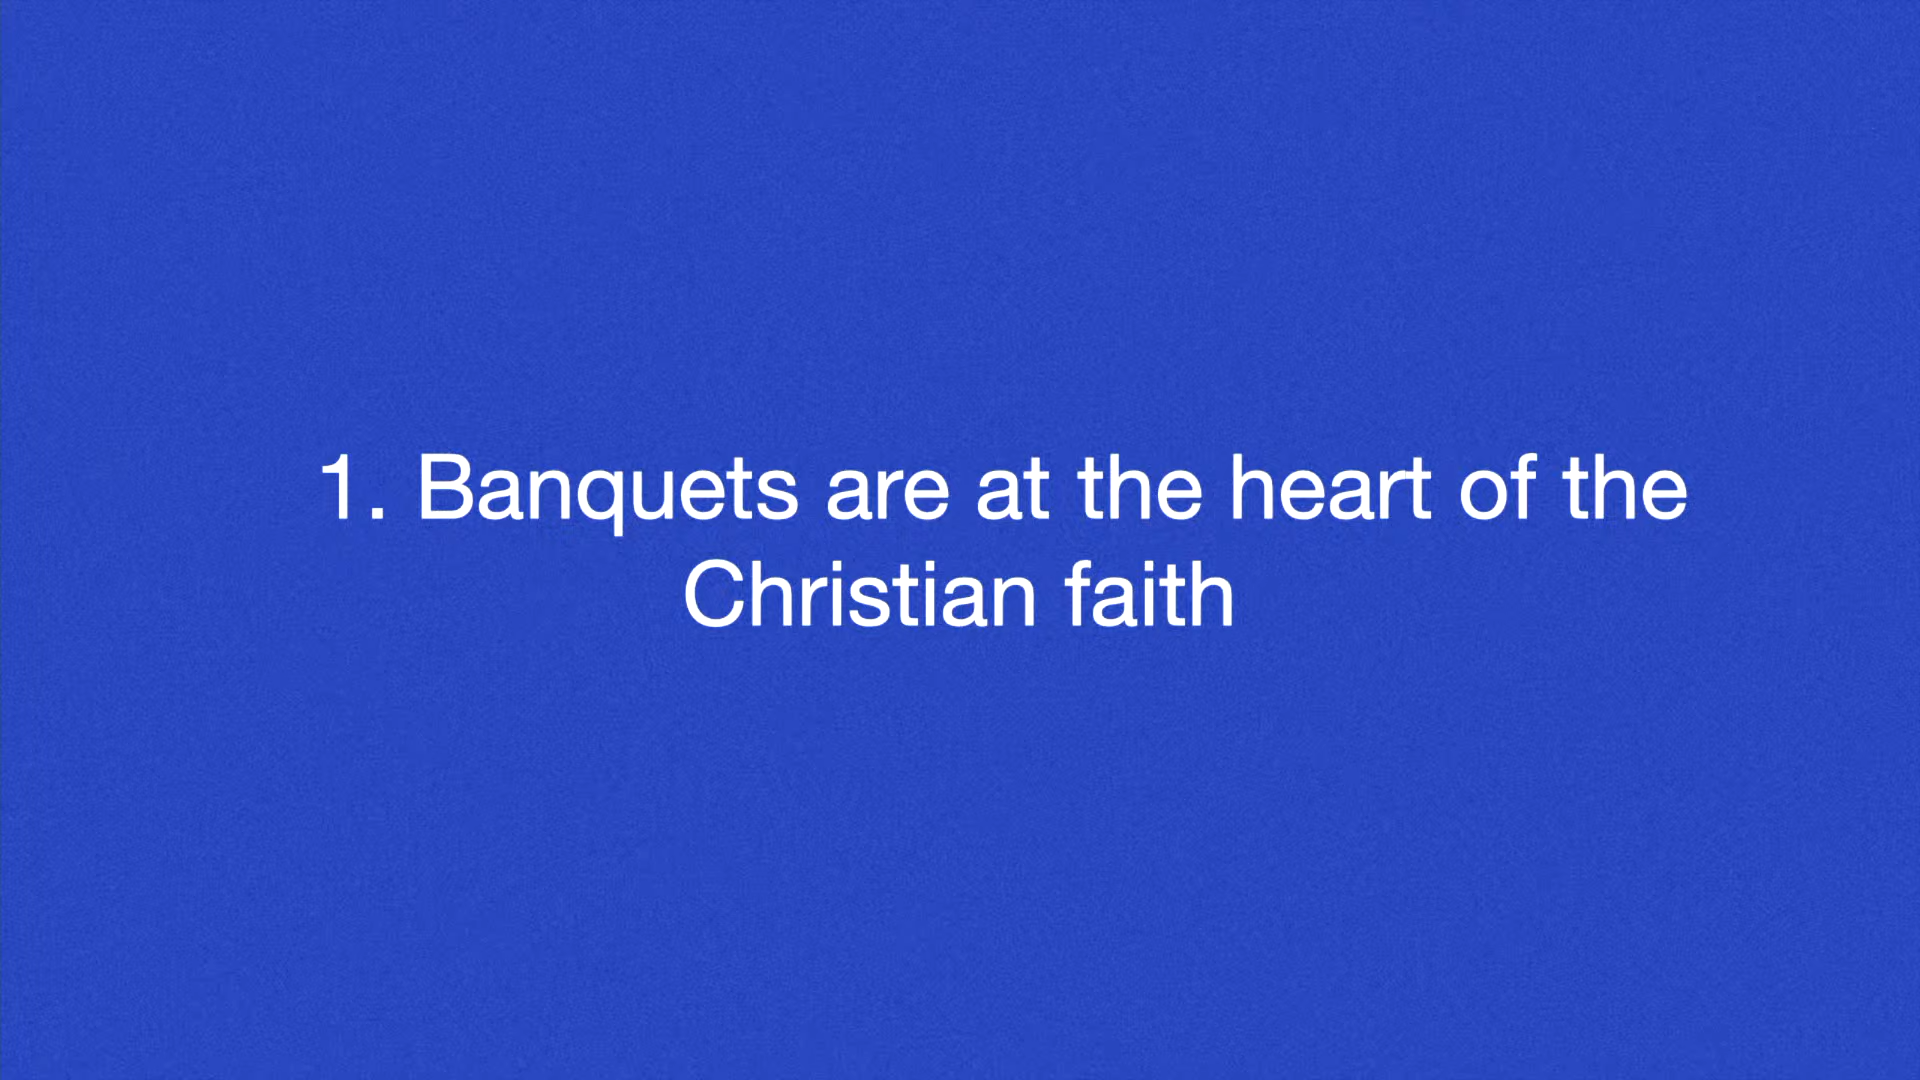 1. Banquets are at the heart of the
Christian faith